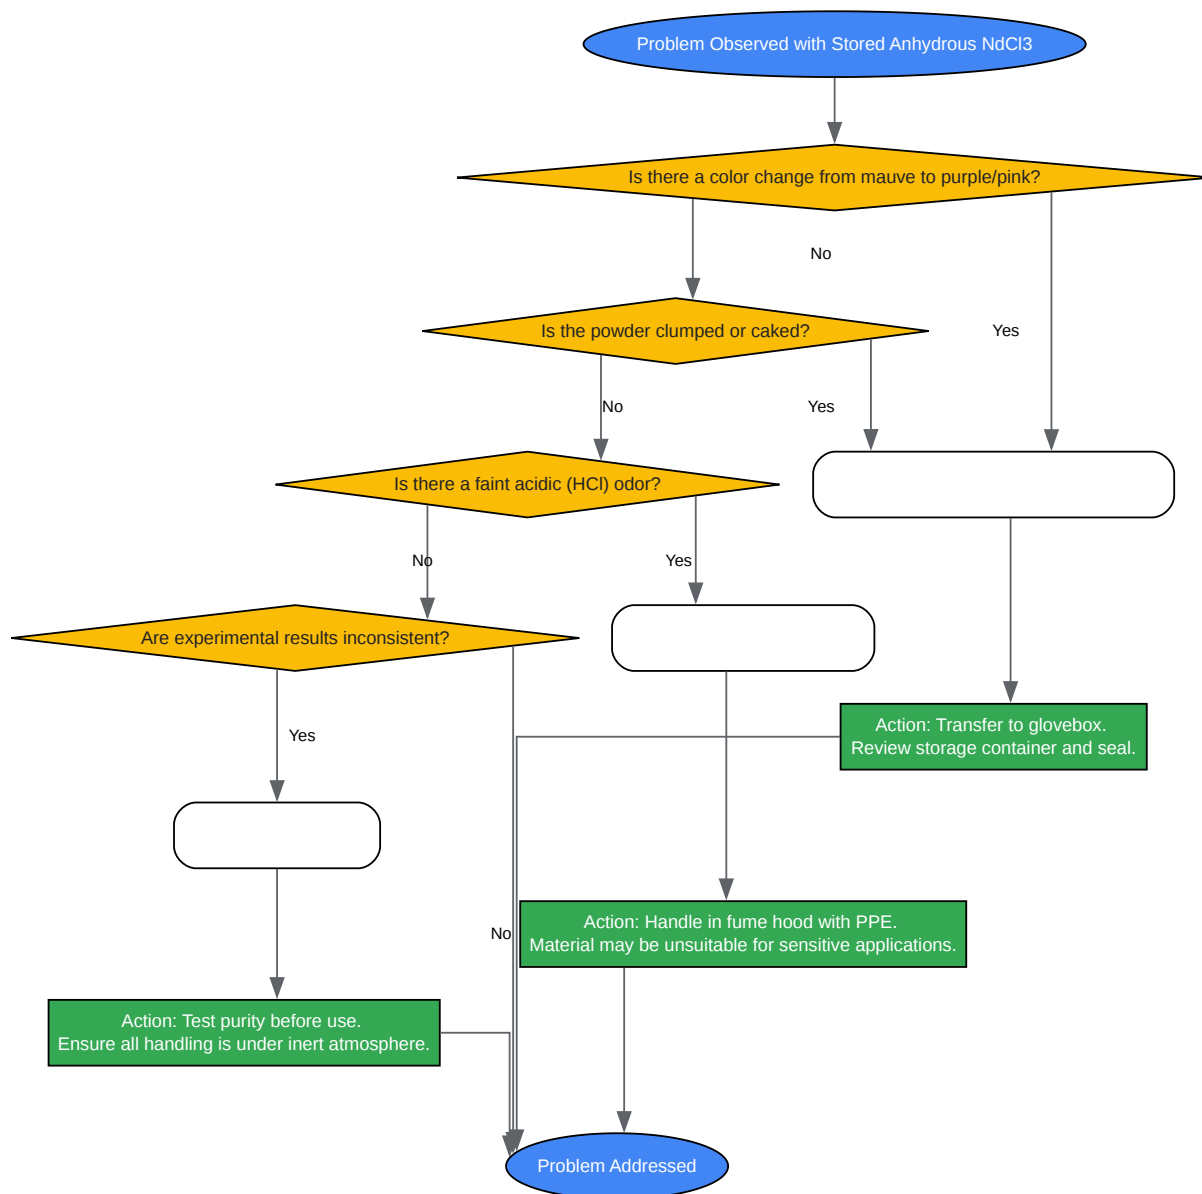 Problem Observed with Stored Anhydrous NdCl3
Is there a color change from mauve to purple/pink?
No
Is the powder clumped or caked?
Yes
No
Yes
Is there a faint acidic (HCl) odor?
No
Yes
Are experimental results inconsistent?
Yes
Action: Transfer to glovebox.
Review storage container and seal.
No
Action: Handle in fume hood with PPE.
Material may be unsuitable for sensitive applications.
Action: Test purity before use.
Ensure all handling is under inert atmosphere.
Problem Addressed